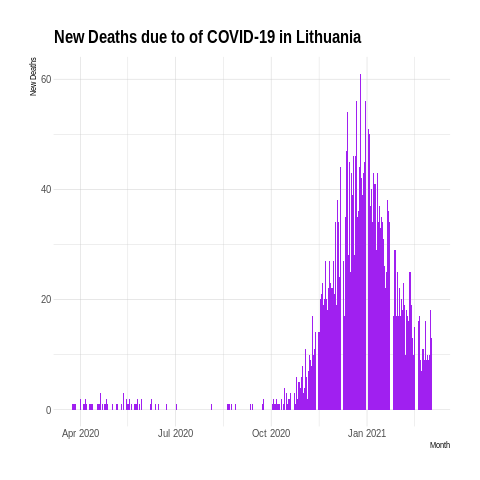 New Deaths due to of COVID-19 in Lithuania
New Deaths
60
40
20
0
Apr 2020 Jul 2020 Oct 2020 Jan 2021
Month